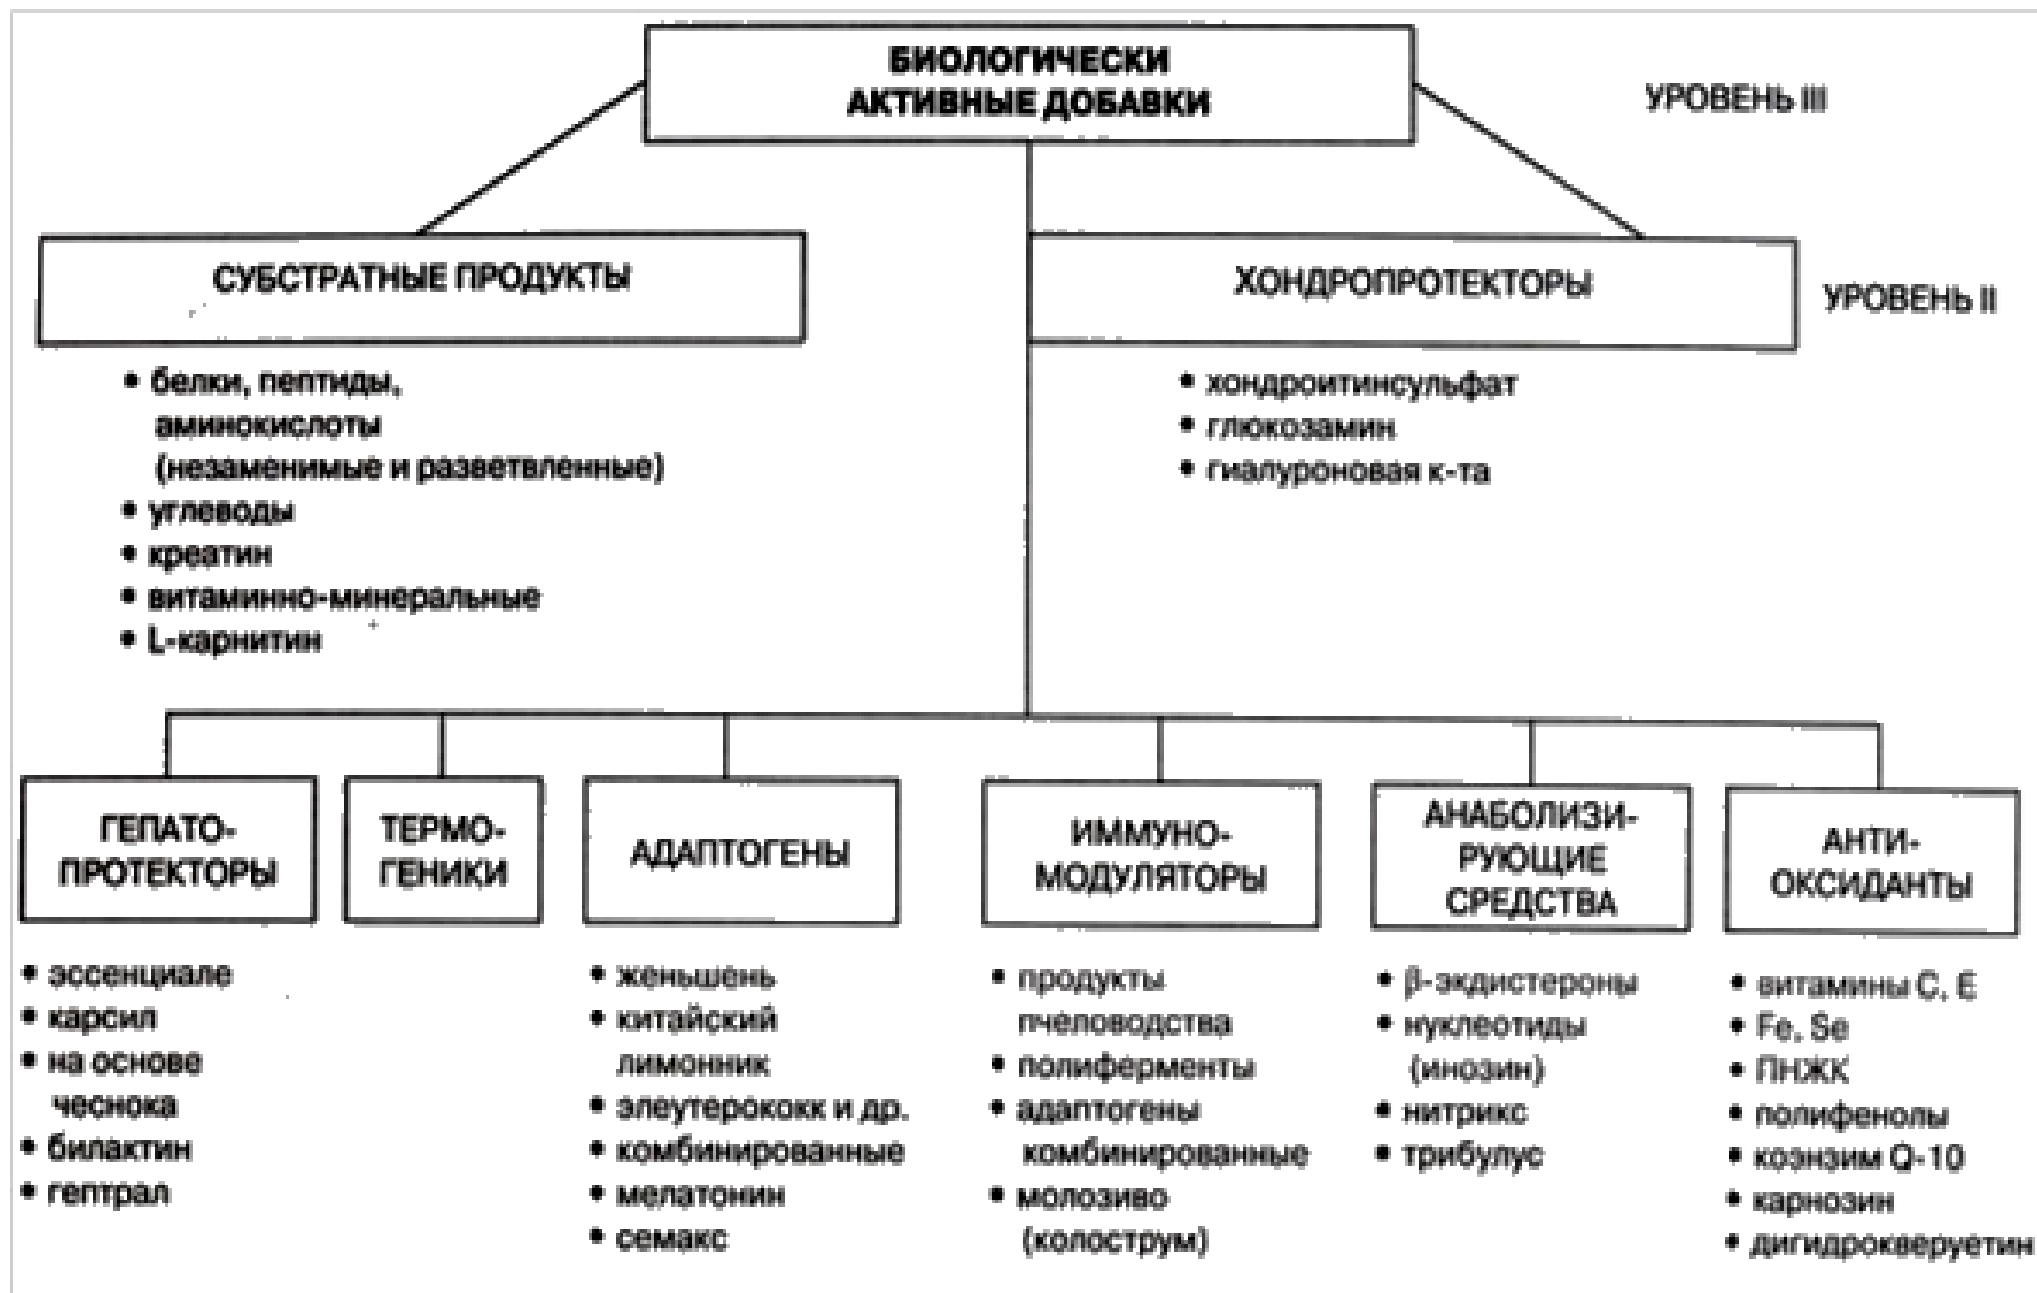 БИОЛОГИЧЕСКИ
АКТИВНЫЕ ДОБАВКИ
УРОВЕНЬ III
СУБСТРАТНЫЕ ПРОДУКТЫ
ХОНДРОПРОТЕКТОРЫ
УРОВЕНЬ II
• белки, пептиды,
аминокислоты
(незаменимые и разветвленные)
• углеводы
• креатин
• витаминно-минеральные
• L-карнитин
• хондроитинсульфат
• глюкозамин
• гиалуроновая к-та
ГЕПАТО-
ПРОТЕКТОРЫ
ТЕРМО-
ГЕНИКИ
АДАПТОГЕНЫ
ИММУНО-
МОДУЛЯТОРЫ
АНАБОЛИЗИ-
РУЮЩИЕ
СРЕДСТВА
АНТИ-
ОКСИДАНТЫ
• эссенциале
• карсил
• на основе
чеснока
• билактин
• гептрал
• женьшень
• китайский
лимонник
• элеутерококк и др.
• комбинированные
• мелатонин
• семакс
• продукты
пчеловодства
• полиферменты
• адаптогены
комбинированные
• молозиво
(колострум)
• β-экдистероны
• нуклеотиды
(инозин)
• нитрикс
• трибулус
• витамины С, Е
• Fe, Se
• ПНЖК
• полифенолы
• коэнзим Q-10
• карнозин
• дигидрокверуетин